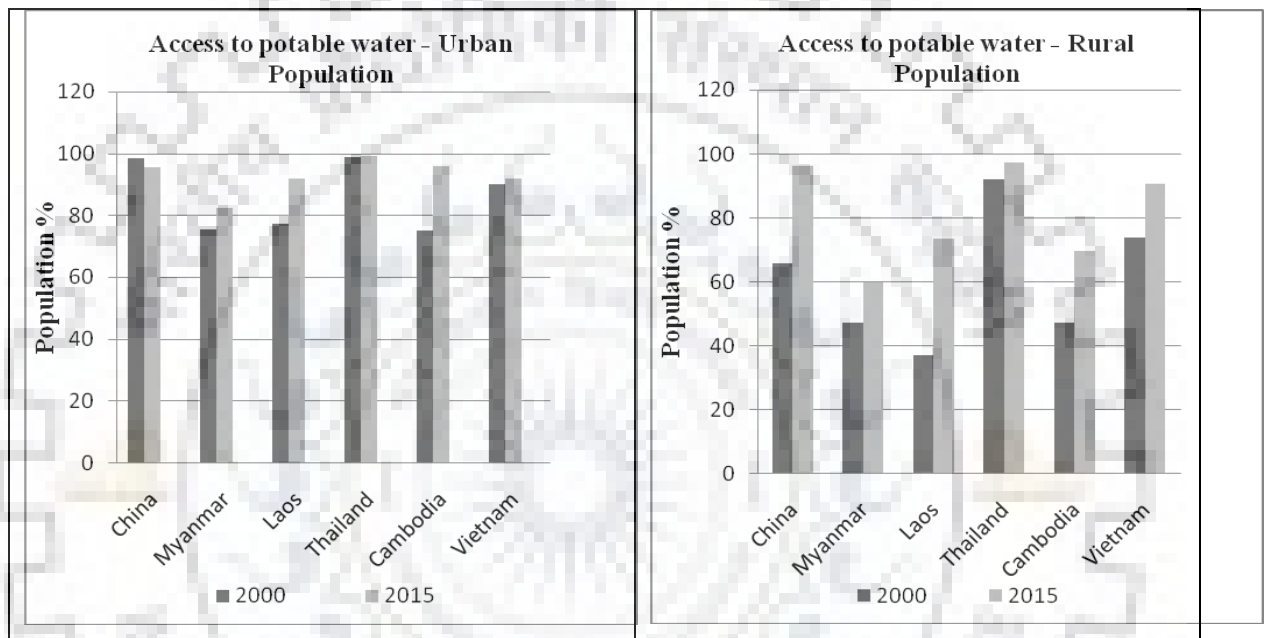 Access to potable water - Urban
Population
Population %
120
100
80
60
40
20
0
China
Myanmar
Laos
Thailand
Cambodia
Vietnam
2000
2015
Access to potable water - Rural
Population
Population %
120
100
80
60
40
20
0
China
Myanmar
Laos
Thailand
Cambodia
Vietnam
2000
2015